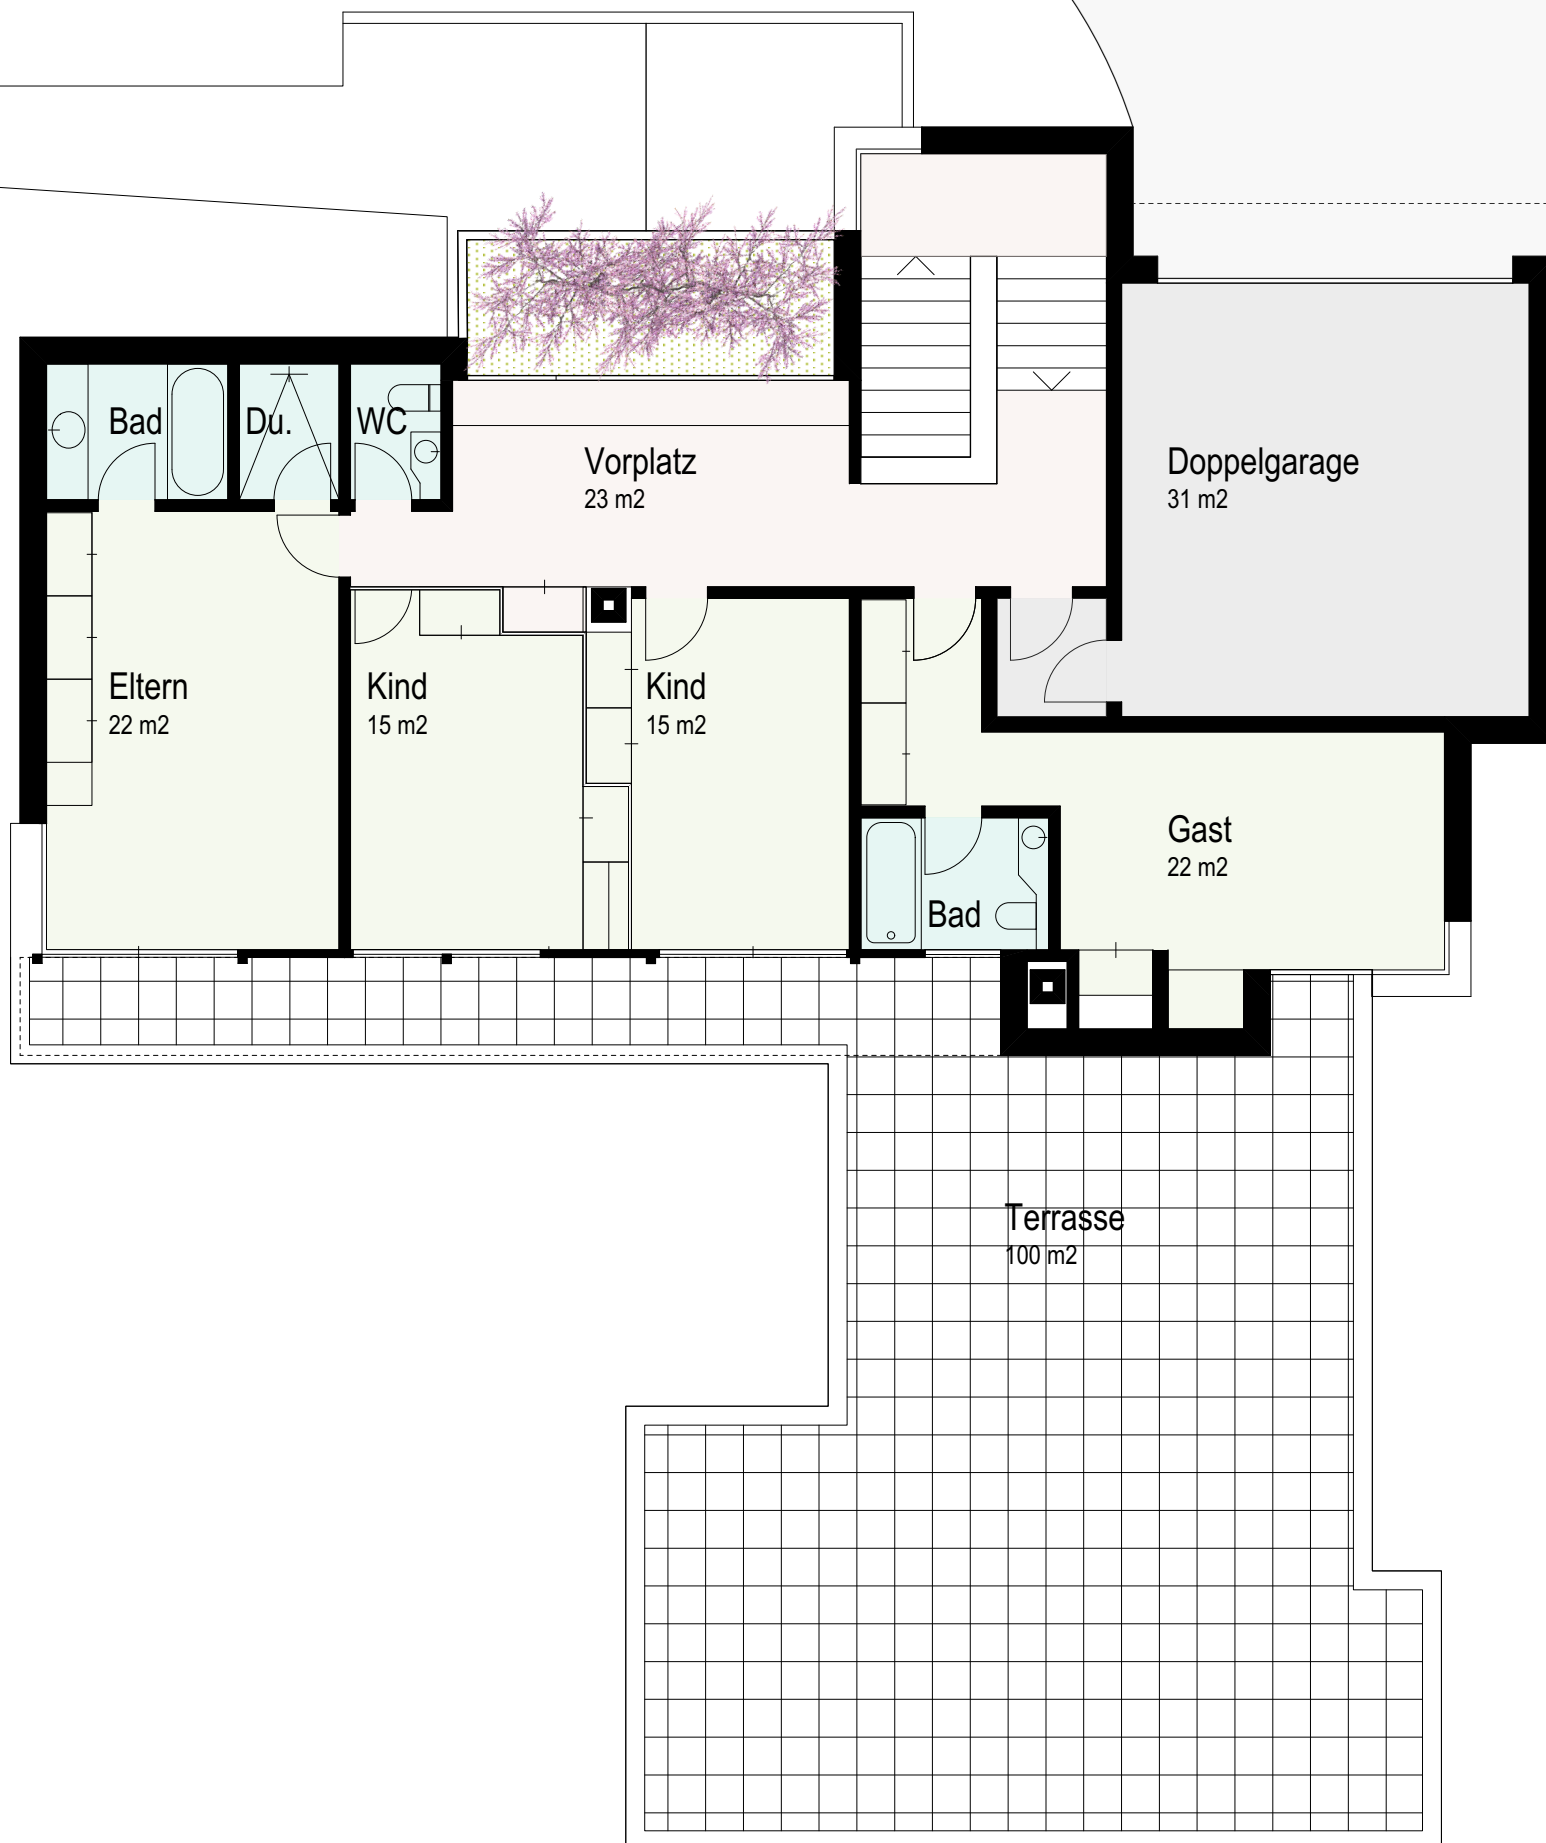 Bad
Du.
WC
Vorplatz
23 m2
Doppelgarage
31 m2
Eltern
22 m2
Kind
15 m2
Kind
15 m2
Gast
22 m2
Bad
Terrasse
100 m2